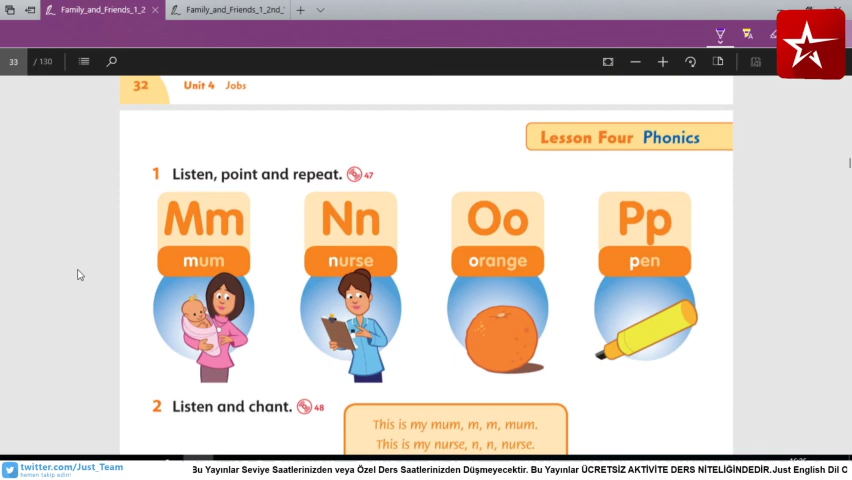 Family_and_Friends_1_2
Family_and_Friends_1_2nd_
33 / 130
32 Unit 4 Jobs
Lesson Four Phonics
1 Listen, point and repeat. 47
Mm Nn Oo Pp
mum nurse orange pen
2 Listen and chant. 48
This is my mum, m, m, mum.
This is my nurse, n, n, nurse.
twitter.com/Just_Team
hemen takip edin!
Bu Yayınlar Seviye Saatlerinizden veya Özel Ders Saatlerinizden Düşmeyecektir. Bu Yayınlar ÜCRETSİZ AKTİVİTE DERS NİTELİĞİNDEDİR.Just English Dil